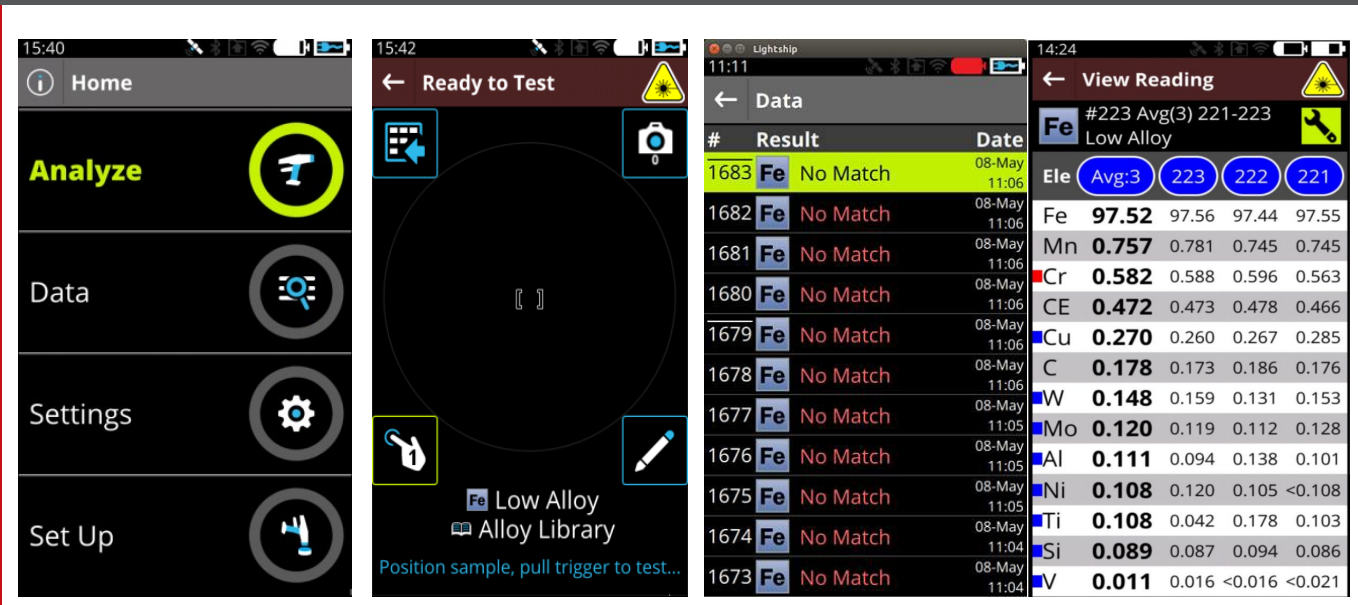 15:40
Home
Analyze
Data
Settings
Set Up
15:42
Ready to Test
0
1
Fe Low Alloy
Alloy Library
Position sample, pull trigger to test...
Lightship
11:11
Data
# Result Date
1683 Fe No Match 08-May 11:06
1682 Fe No Match 08-May 11:06
1681 Fe No Match 08-May 11:06
1680 Fe No Match 08-May 11:06
1679 Fe No Match 08-May 11:06
1678 Fe No Match 08-May 11:06
1677 Fe No Match 08-May 11:05
1676 Fe No Match 08-May 11:05
1675 Fe No Match 08-May 11:05
1674 Fe No Match 08-May 11:04
1673 Fe No Match 08-May 11:04
14:24
View Reading
Fe #223 Avg(3) 221-223
Low Alloy
Ele Avg:3 223 222 221
Fe 97.52 97.56 97.44 97.55
Mn 0.757 0.781 0.745 0.745
Cr 0.582 0.588 0.596 0.563
CE 0.472 0.473 0.478 0.466
Cu 0.270 0.260 0.267 0.285
C 0.178 0.173 0.186 0.176
W 0.148 0.159 0.131 0.153
Mo 0.120 0.119 0.112 0.128
Al 0.111 0.094 0.138 0.101
Ni 0.108 0.120 0.105 <0.108
Ti 0.108 0.042 0.178 0.103
Si 0.089 0.087 0.094 0.086
V 0.011 0.016 <0.016 <0.021